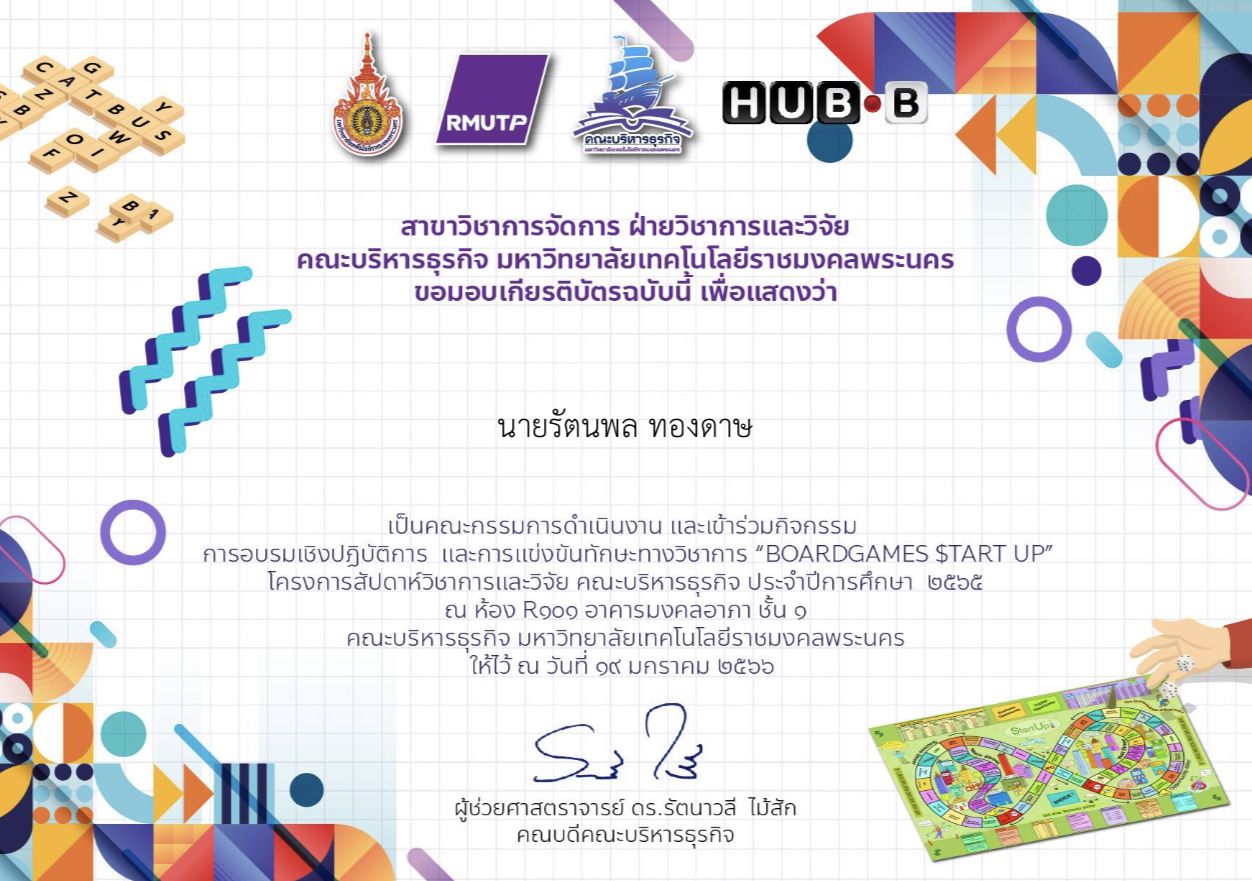 RMUTP
คณะบริหารธุรกิจ
HUB B
สาขาวิชาการจัดการ ฝ่ายวิชาการและวิจัย
คณะบริหารธุรกิจ มหาวิทยาลัยเทคโนโลยีราชมงคลพระนคร
ขอมอบเกียรติบัตรฉบับนี้ เพื่อแสดงว่า
นายรัตนพล ทองดาษ
เป็นคณะกรรมการดำเนินงาน และเข้าร่วมกิจกรรม
การอบรมเชิงปฏิบัติการ และการแข่งขันทักษะทางวิชาการ “BOARDGAMES $TART UP”
โครงการสัปดาห์วิชาการและวิจัย คณะบริหารธุรกิจ ประจำปีการศึกษา ๒๕๖๕
ณ ห้อง R๑๐๑ อาคารมงคลอาภา ชั้น ๑
คณะบริหารธุรกิจ มหาวิทยาลัยเทคโนโลยีราชมงคลพระนคร
ให้ไว้ ณ วันที่ ๑๙ มกราคม ๒๕๖๖
StartUp
ผู้ช่วยศาสตราจารย์ ดร.รัตนาวลี ไม้สัก
คณบดีคณะบริหารธุรกิจ